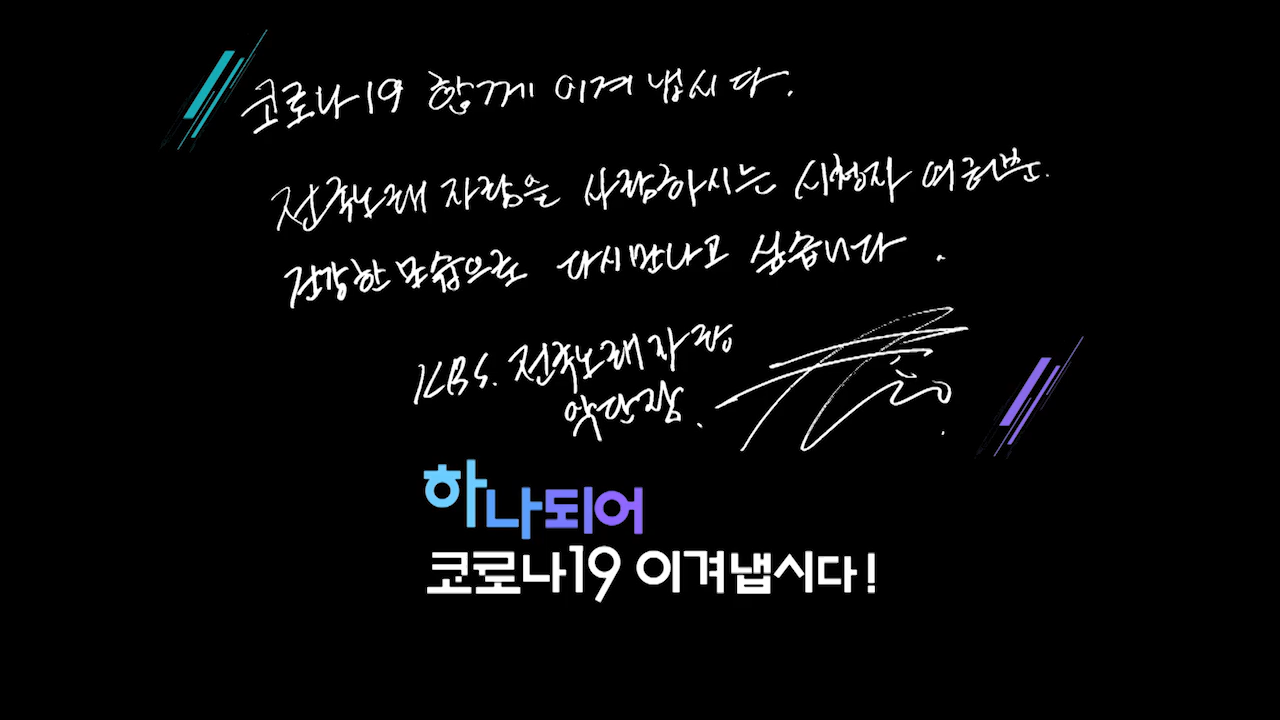 코로나19 함께 이겨 냅시다.
전국노래 자랑을 사랑하시는 시청자 여러분.
건강한 모습으로 다시 만나고 싶습니다.
KBS. 전국노래자랑
악단장.
하나되어
코로나19 이겨냅시다!